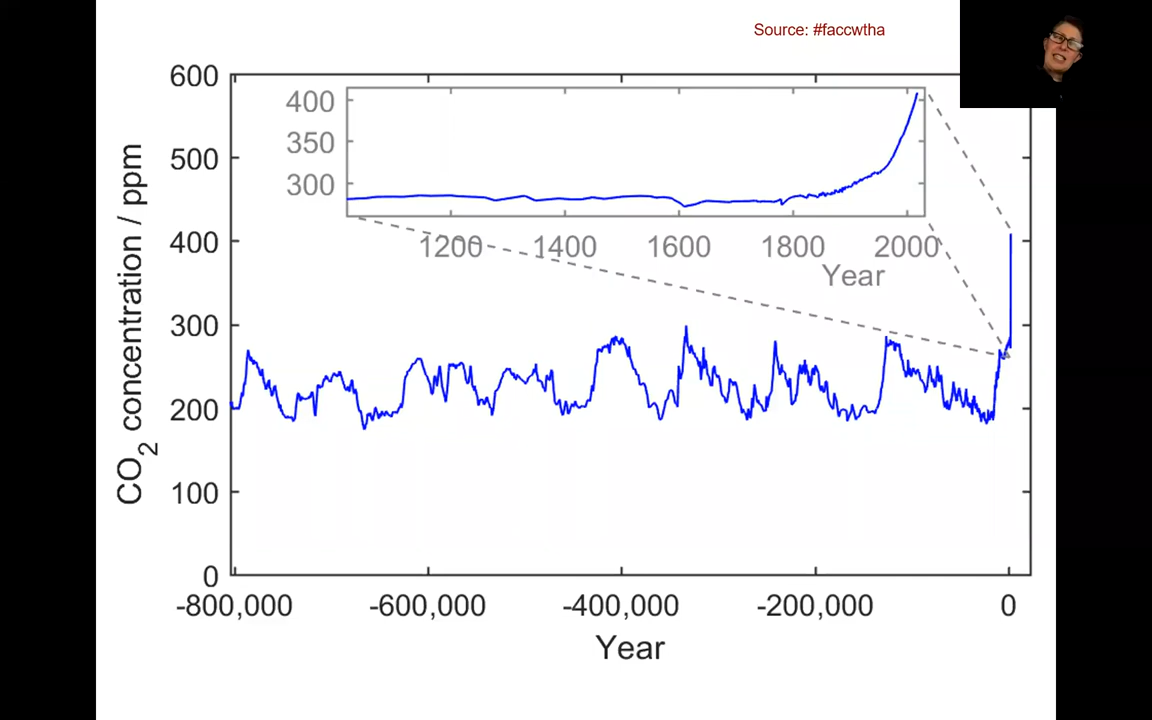 Source: #faccwtha
600
500
400
300
200
100
0
CO2 concentration / ppm
-800,000 -600,000 -400,000 -200,000 0
Year
400
350
300
1200 1400 1600 1800 2000
Year